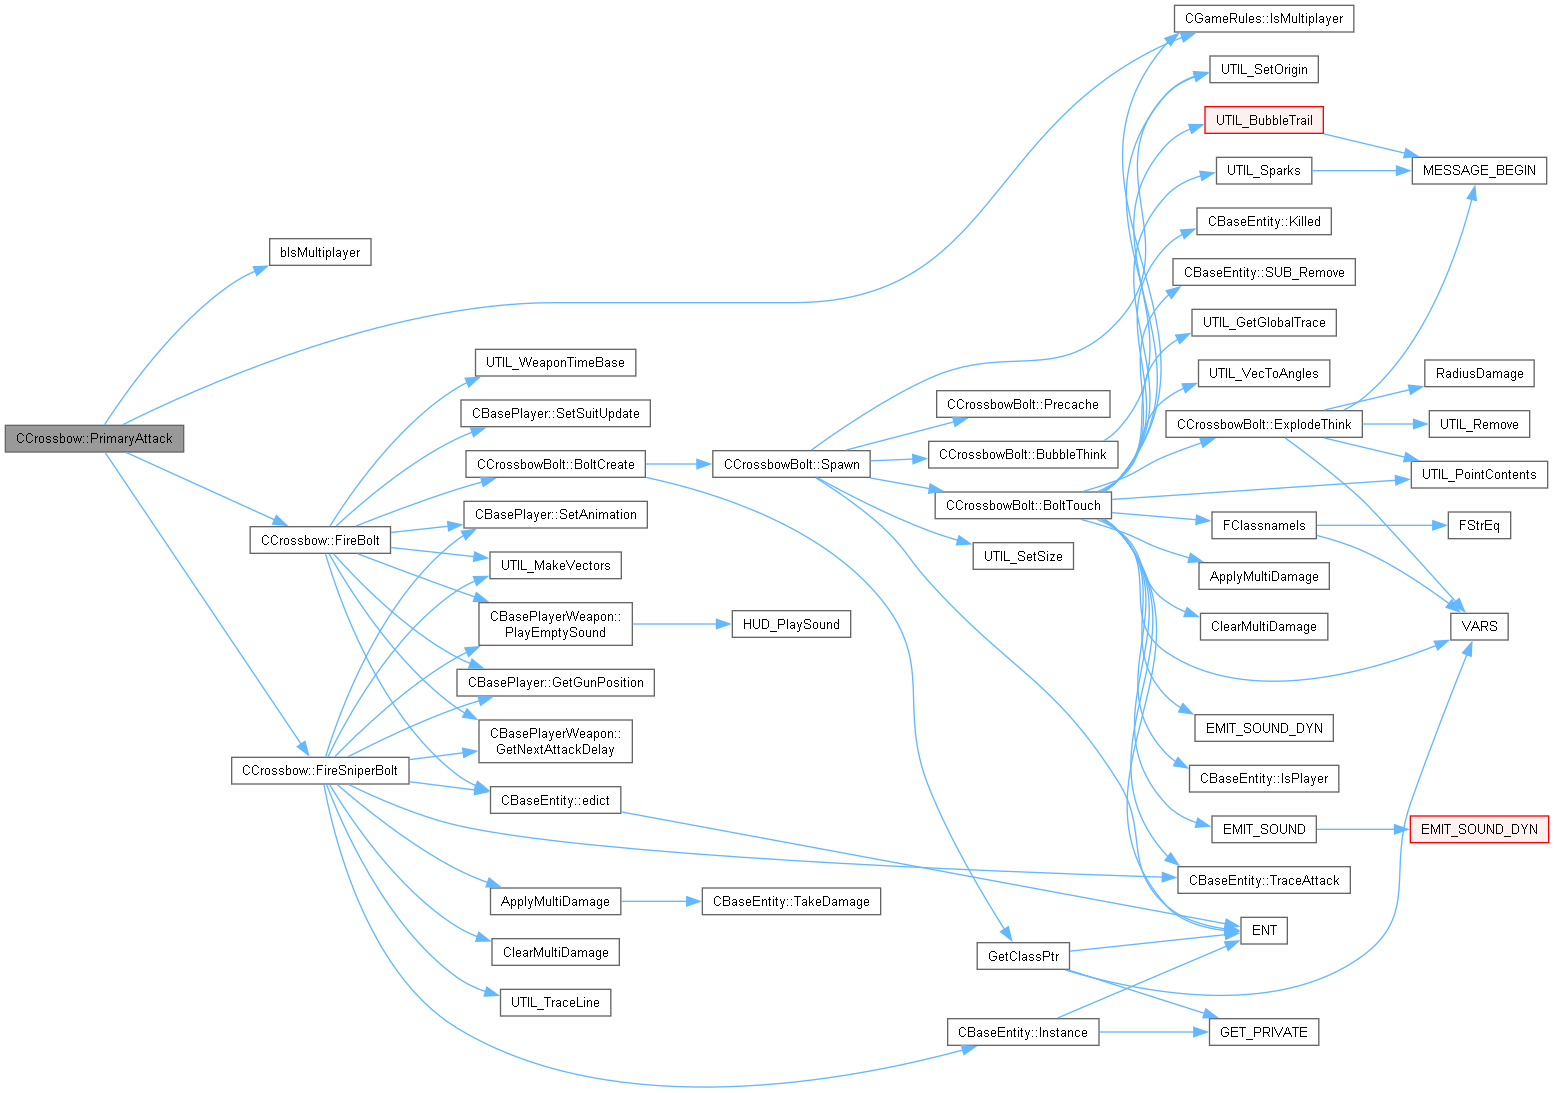 CGameRules::IsMultiplayer
UTIL_SetOrigin
UTIL_BubbleTrail
MESSAGE_BEGIN
UTIL_Sparks
CBaseEntity::Killed
bIsMultiplayer
CBaseEntity::SUB_Remove
UTIL_GetGlobalTrace
UTIL_WeaponTimeBase
UTIL_VecToAngles
RadiusDamage
CCrossbowBolt::Precache
CBasePlayer::SetSuitUpdate
CCrossbowBolt::ExplodeThink
UTIL_Remove
CCrossbow::PrimaryAttack
CCrossbowBolt::BubbleThink
CCrossbowBolt::BoltCreate
CCrossbowBolt::Spawn
UTIL_PointContents
CCrossbowBolt::BoltTouch
CBasePlayer::SetAnimation
FClassnameIs
FStrEq
CCrossbow::FireBolt
UTIL_SetSize
UTIL_MakeVectors
ApplyMultiDamage
CBasePlayerWeapon::
PlayEmptySound
HUD_PlaySound
ClearMultiDamage
VARS
CBasePlayer::GetGunPosition
EMIT_SOUND_DYN
CBasePlayerWeapon::
GetNextAttackDelay
CCrossbow::FireSniperBolt
CBaseEntity::IsPlayer
CBaseEntity::edict
EMIT_SOUND
EMIT_SOUND_DYN
CBaseEntity::TraceAttack
ApplyMultiDamage
CBaseEntity::TakeDamage
ENT
ClearMultiDamage
GetClassPtr
UTIL_TraceLine
CBaseEntity::Instance
GET_PRIVATE